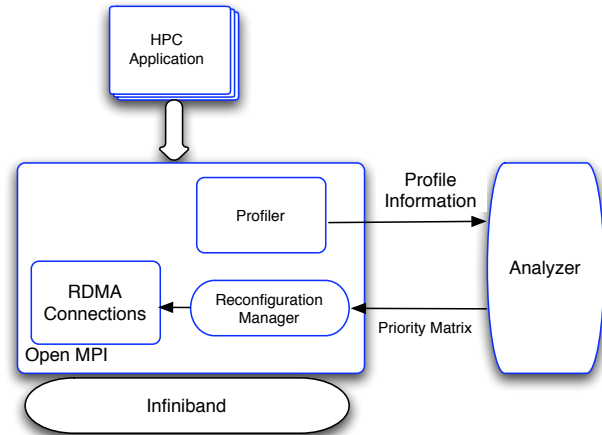 HPC
Application
Profiler
Profile
Information
Analyzer
RDMA
Connections
Reconfiguration
Manager
Priority Matrix
Open MPI
Infiniband